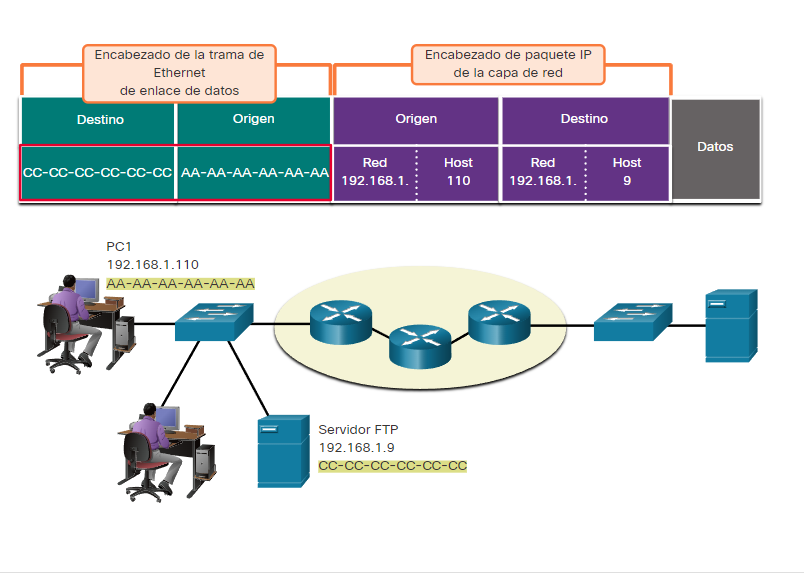 Encabezado de la trama de
Ethernet
de enlace de datos
Encabezado de paquete IP
de la capa de red
Destino
Origen
Origen
Destino
Datos
CC-CC-CC-CC-CC-CC
AA-AA-AA-AA-AA-AA
Red
192.168.1.
Host
110
Red
192.168.1.
Host
9
PC1
192.168.1.110
AA-AA-AA-AA-AA-AA
Servidor FTP
192.168.1.9
CC-CC-CC-CC-CC-CC